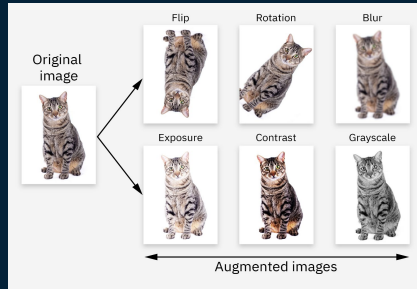 Flip
Rotation
Blur
Original
image
Exposure
Contrast
Grayscale
Augmented images